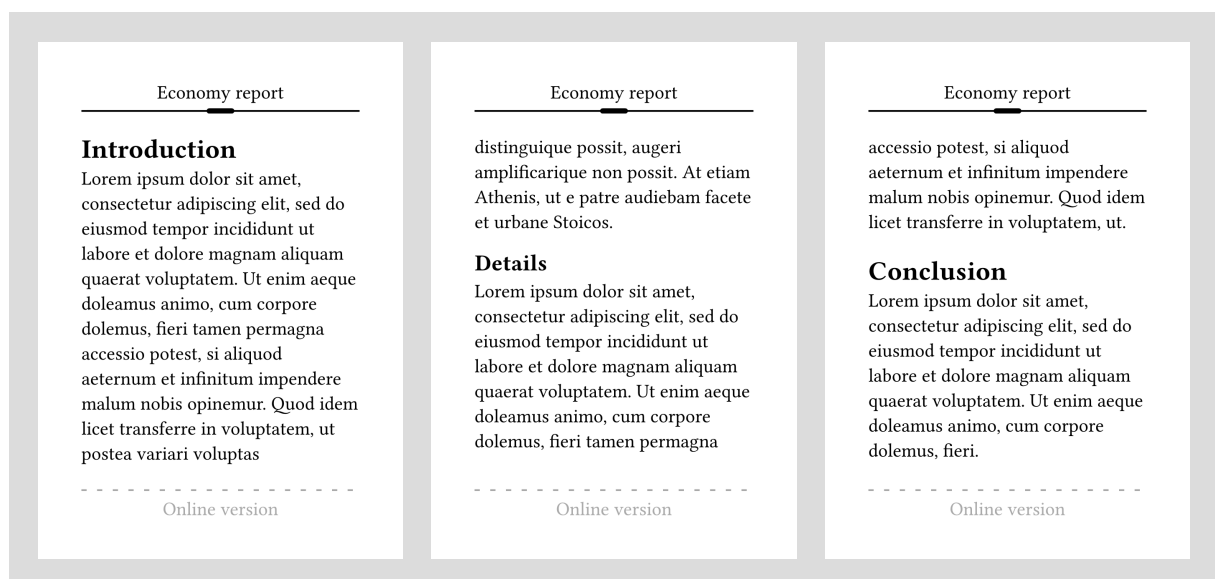 Economy report
Introduction
Lorem ipsum dolor sit amet,
consectetur adipiscing elit, sed do
eiusmod tempor incididunt ut
labore et dolore magnam aliquam
quaerat voluptatem. Ut enim aeque
doleamus animo, cum corpore
dolemus, fieri tamen permagna
accessio potest, si aliquod
aeternum et infinitum impendere
malum nobis opinemur. Quod idem
licet transferre in voluptatem, ut
postea variari voluptas
Online version
Economy report
distinguique possit, augeri
amplificarique non possit. At etiam
Athenis, ut e patre audiebam facete
et urbane Stoicos.
Details
Lorem ipsum dolor sit amet,
consectetur adipiscing elit, sed do
eiusmod tempor incididunt ut
labore et dolore magnam aliquam
quaerat voluptatem. Ut enim aeque
doleamus animo, cum corpore
dolemus, fieri tamen permagna
Online version
Economy report
accessio potest, si aliquod
aeternum et infinitum impendere
malum nobis opinemur. Quod idem
licet transferre in voluptatem, ut.
Conclusion
Lorem ipsum dolor sit amet,
consectetur adipiscing elit, sed do
eiusmod tempor incididunt ut
labore et dolore magnam aliquam
quaerat voluptatem. Ut enim aeque
doleamus animo, cum corpore
dolemus, fieri.
Online version